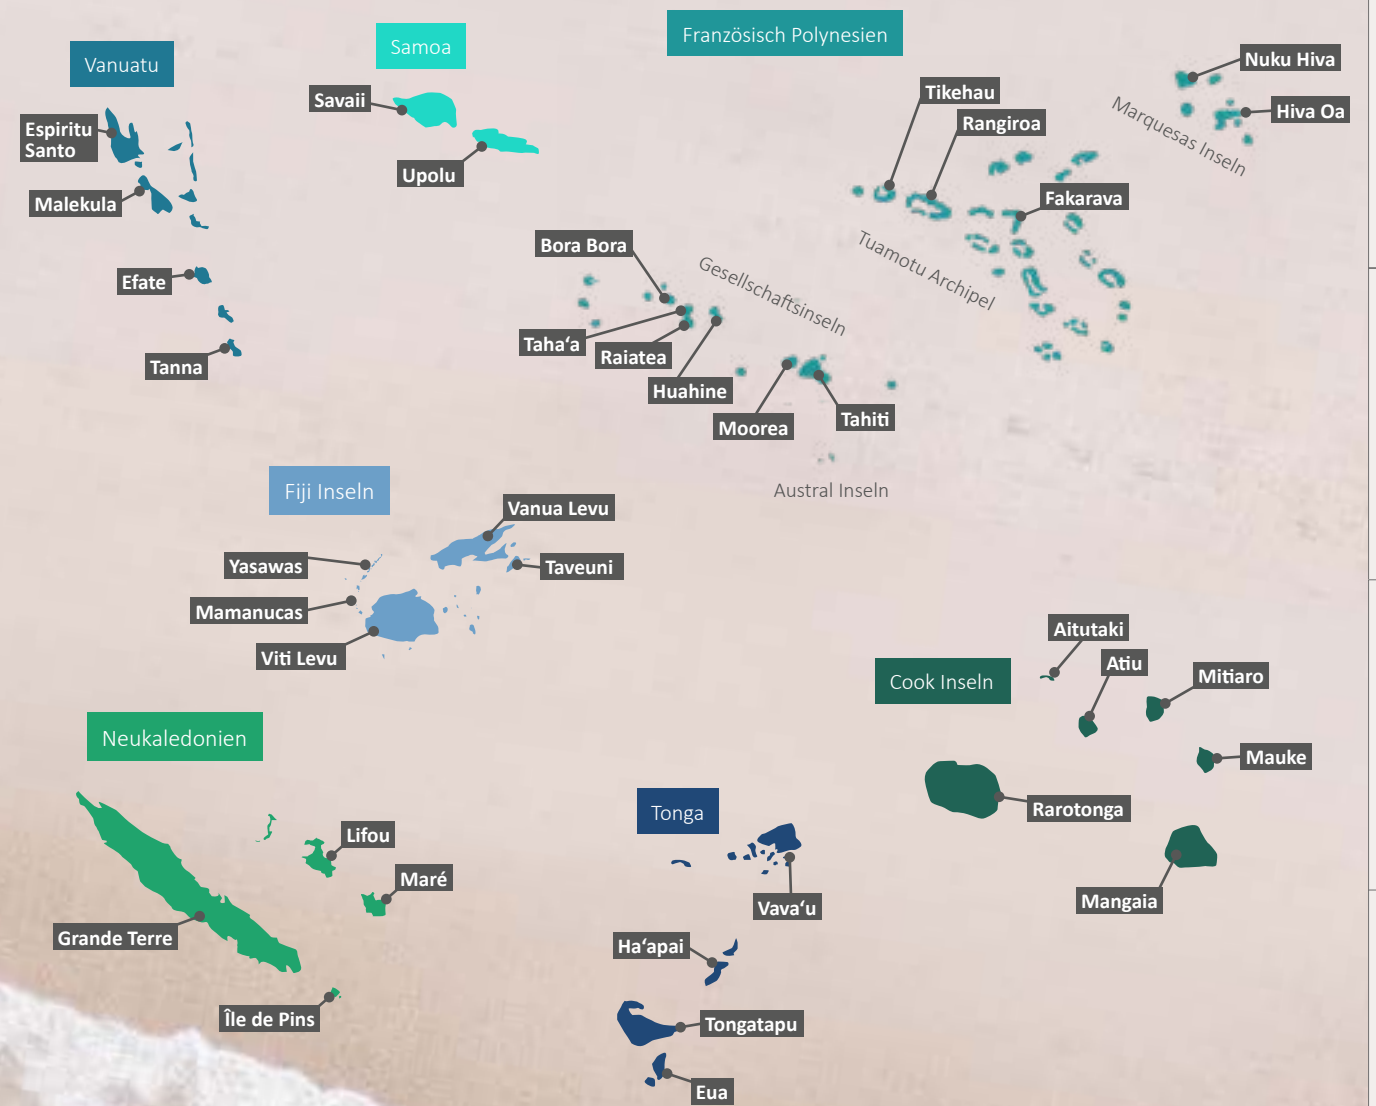 Vanuatu
Espiritu
Santo
Malekula
Efate
Tanna
Samoa
Savaii
Upolu
Französisch Polynesien
Tikehau
Rangiroa
Fakarava
Nuku Hiva
Hiva Oa
Marquesas Inseln
Tuamotu Archipel
Gesellschaftsinseln
Bora Bora
Taha‘a
Raiatea
Huahine
Moorea
Tahiti
Austral Inseln
Fiji Inseln
Vanua Levu
Yasawas
Taveuni
Mamanucas
Viti Levu
Cook Inseln
Aitutaki
Atiu
Mitiaro
Mauke
Rarotonga
Mangaia
Neukaledonien
Lifou
Maré
Grande Terre
Île de Pins
Tonga
Vava‘u
Ha‘apai
Tongatapu
Eua